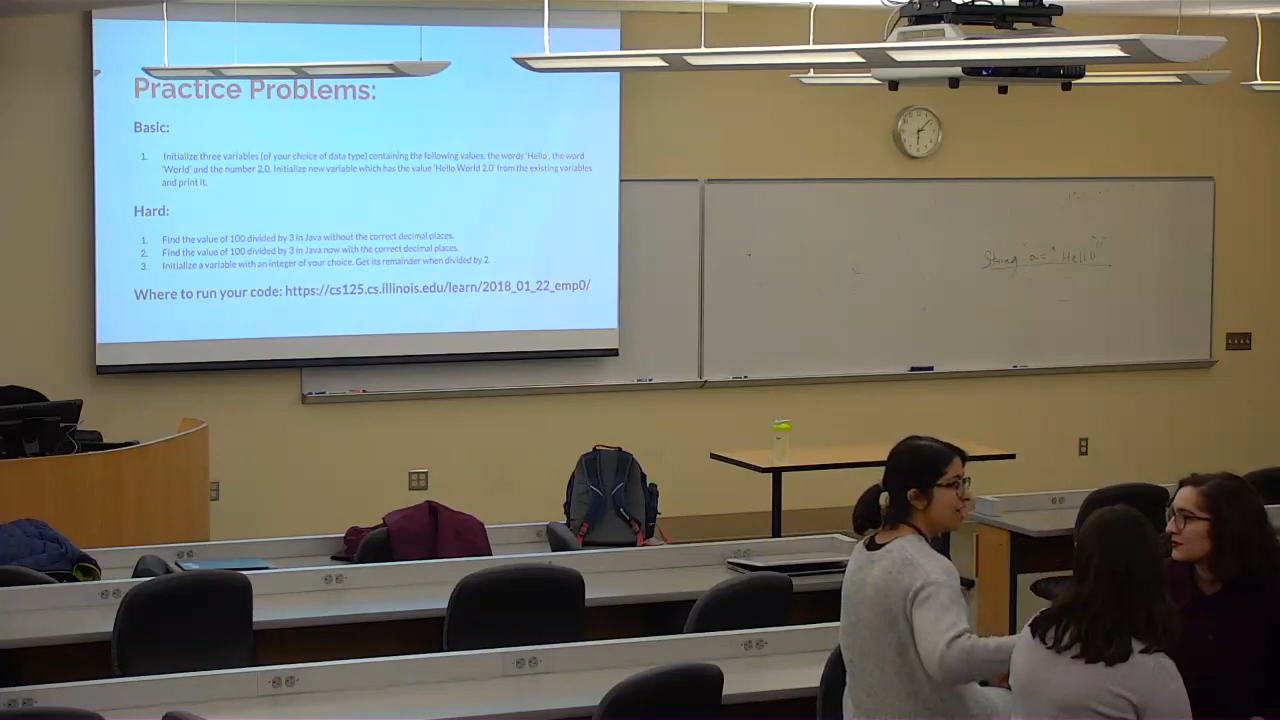 Practice Problems:
Basic:
1. Initialize three variables (of your choice of data type) containing the following values, the words 'Hello', the word
'World' and the number 2.0. Initialize new variable which has the value 'Hello World 2.0' from the existing variables
and print it.
Hard:
1. Find the value of 100 divided by 3 in Java without the correct decimal places.
2. Find the value of 100 divided by 3 in Java now with the correct decimal places.
3. Initialize a variable with an integer of your choice. Get its remainder when divided by 2.
Where to run your code: https://cs125.cs.illinois.edu/learn/2018_01_22_emp0/
String a = "Hello"